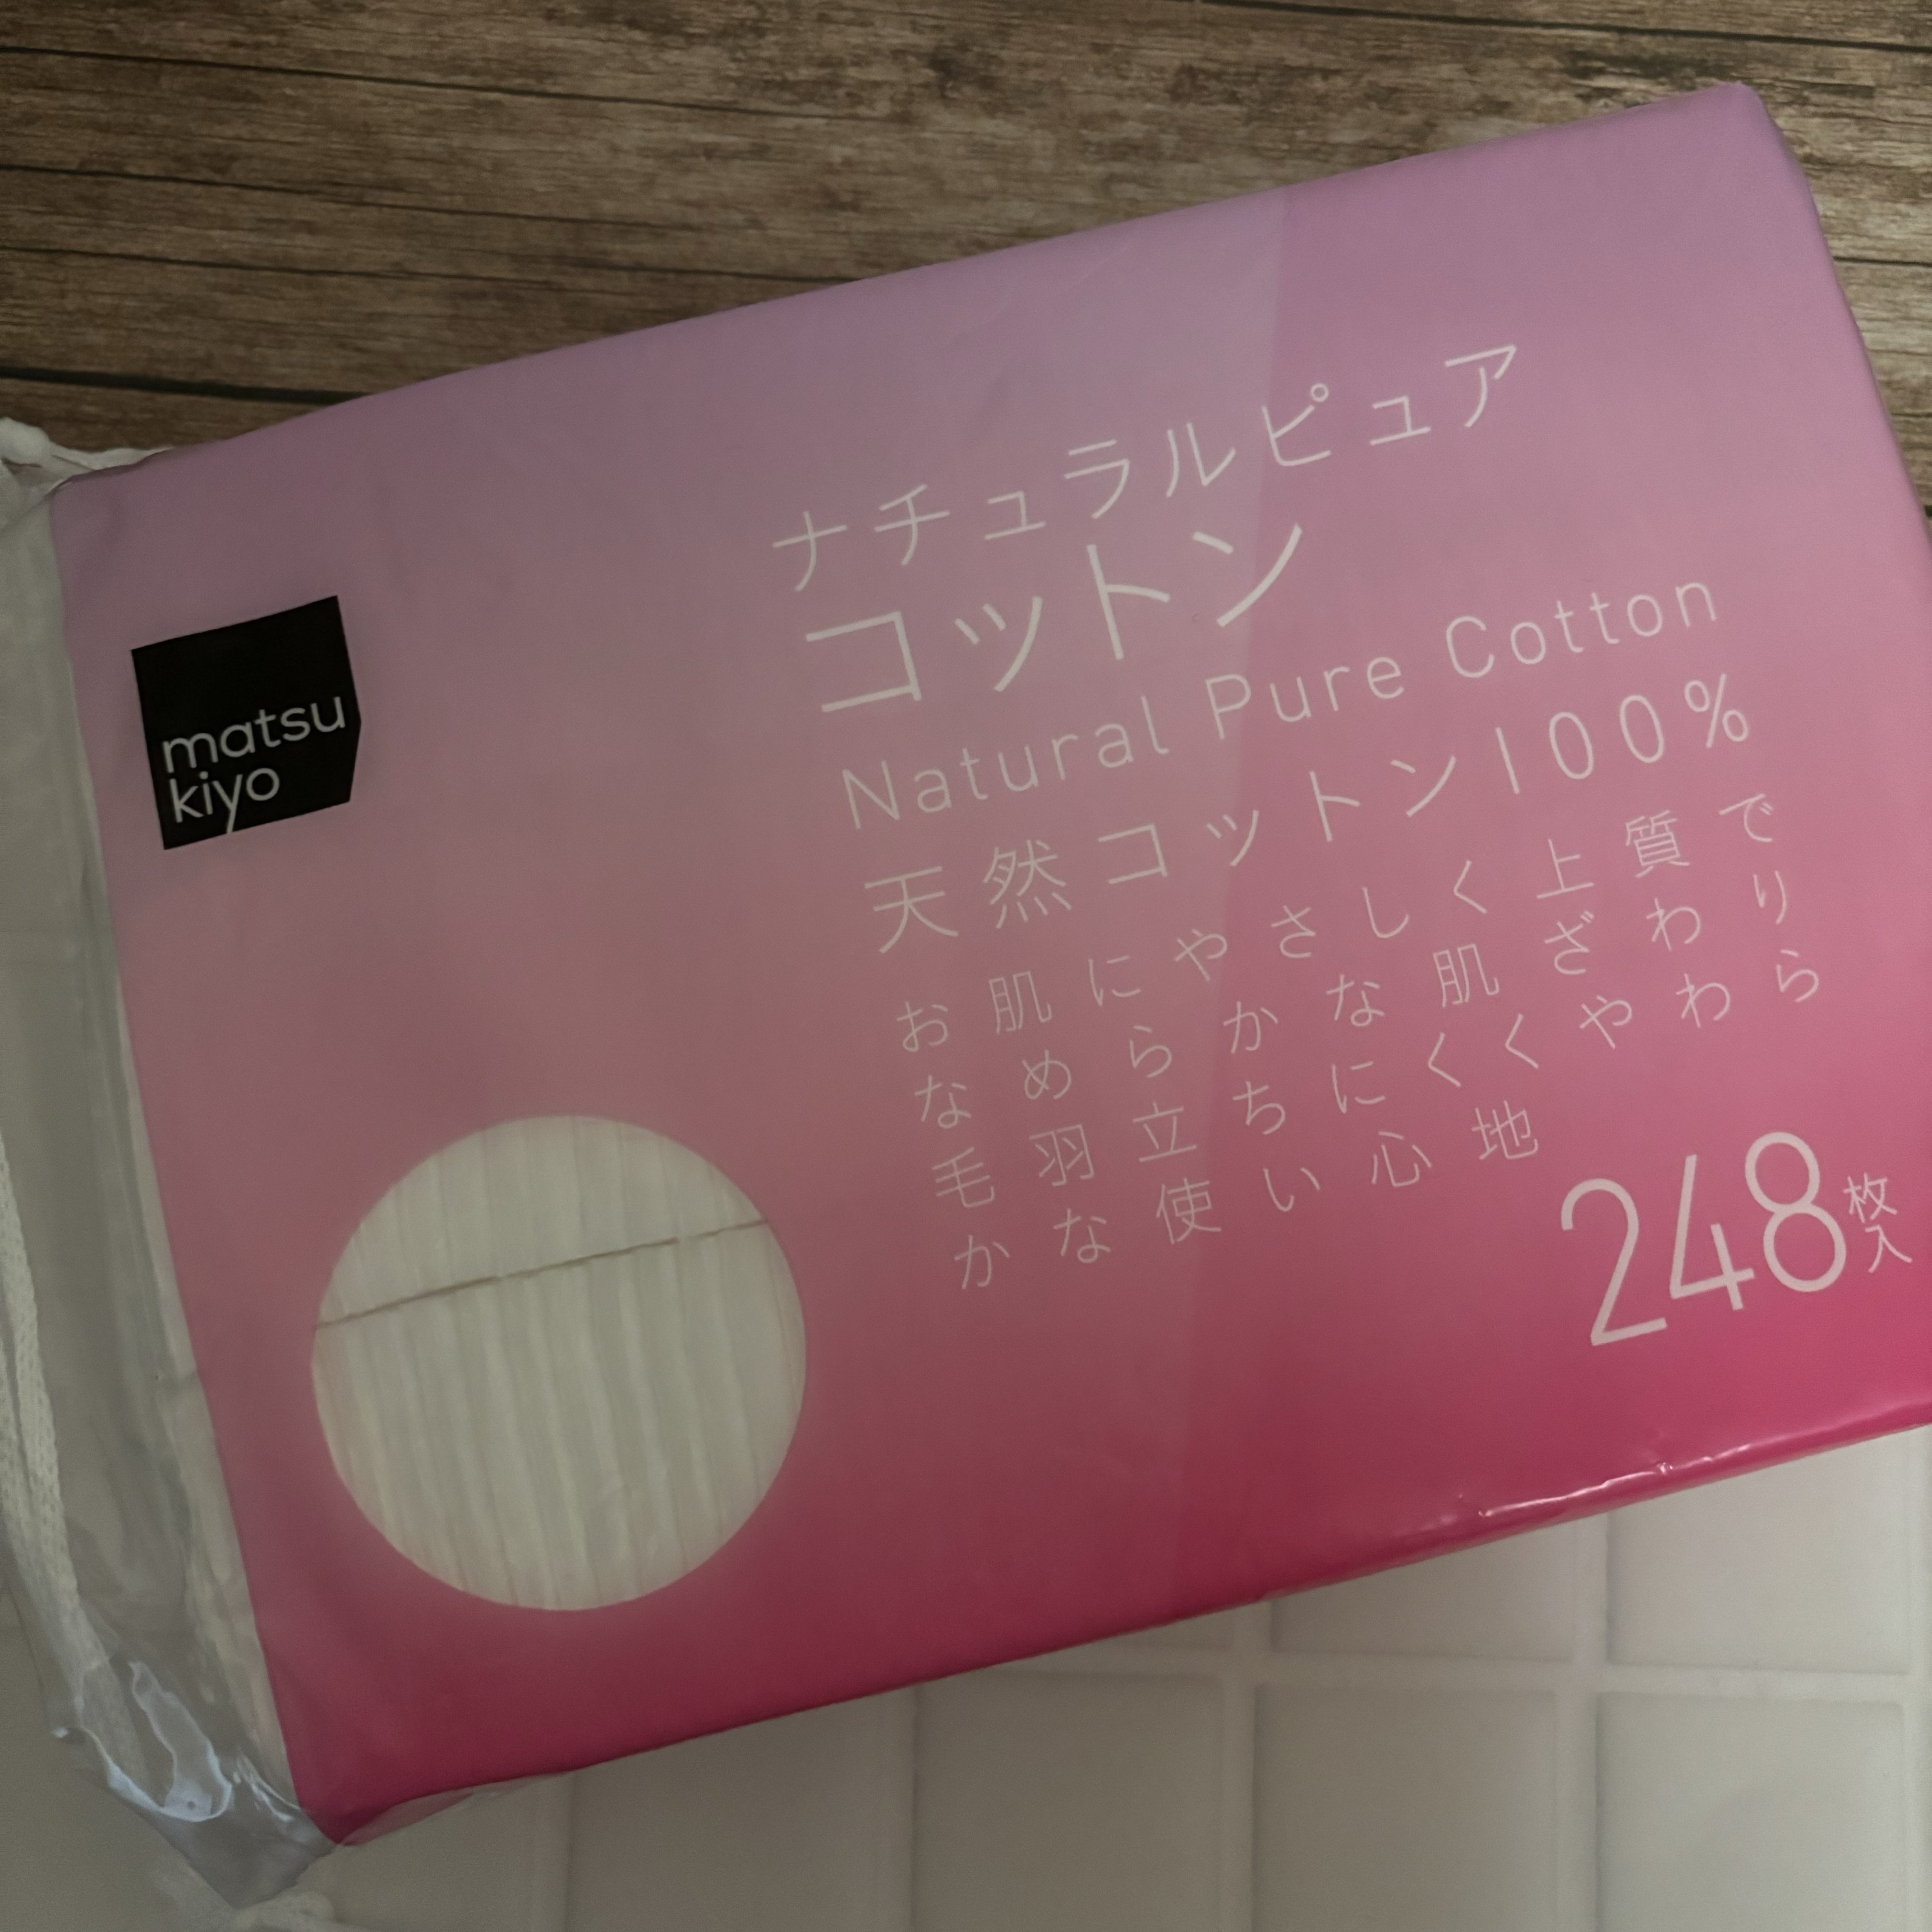 matsu
kiyo
ナチュラルピュア
コットン
Natural Pure Cotton
天然コットン100%
お肌にやさしく上質で
なめらかな肌ざわり
毛羽立ちにくくやわら
かな使い心地
248枚入